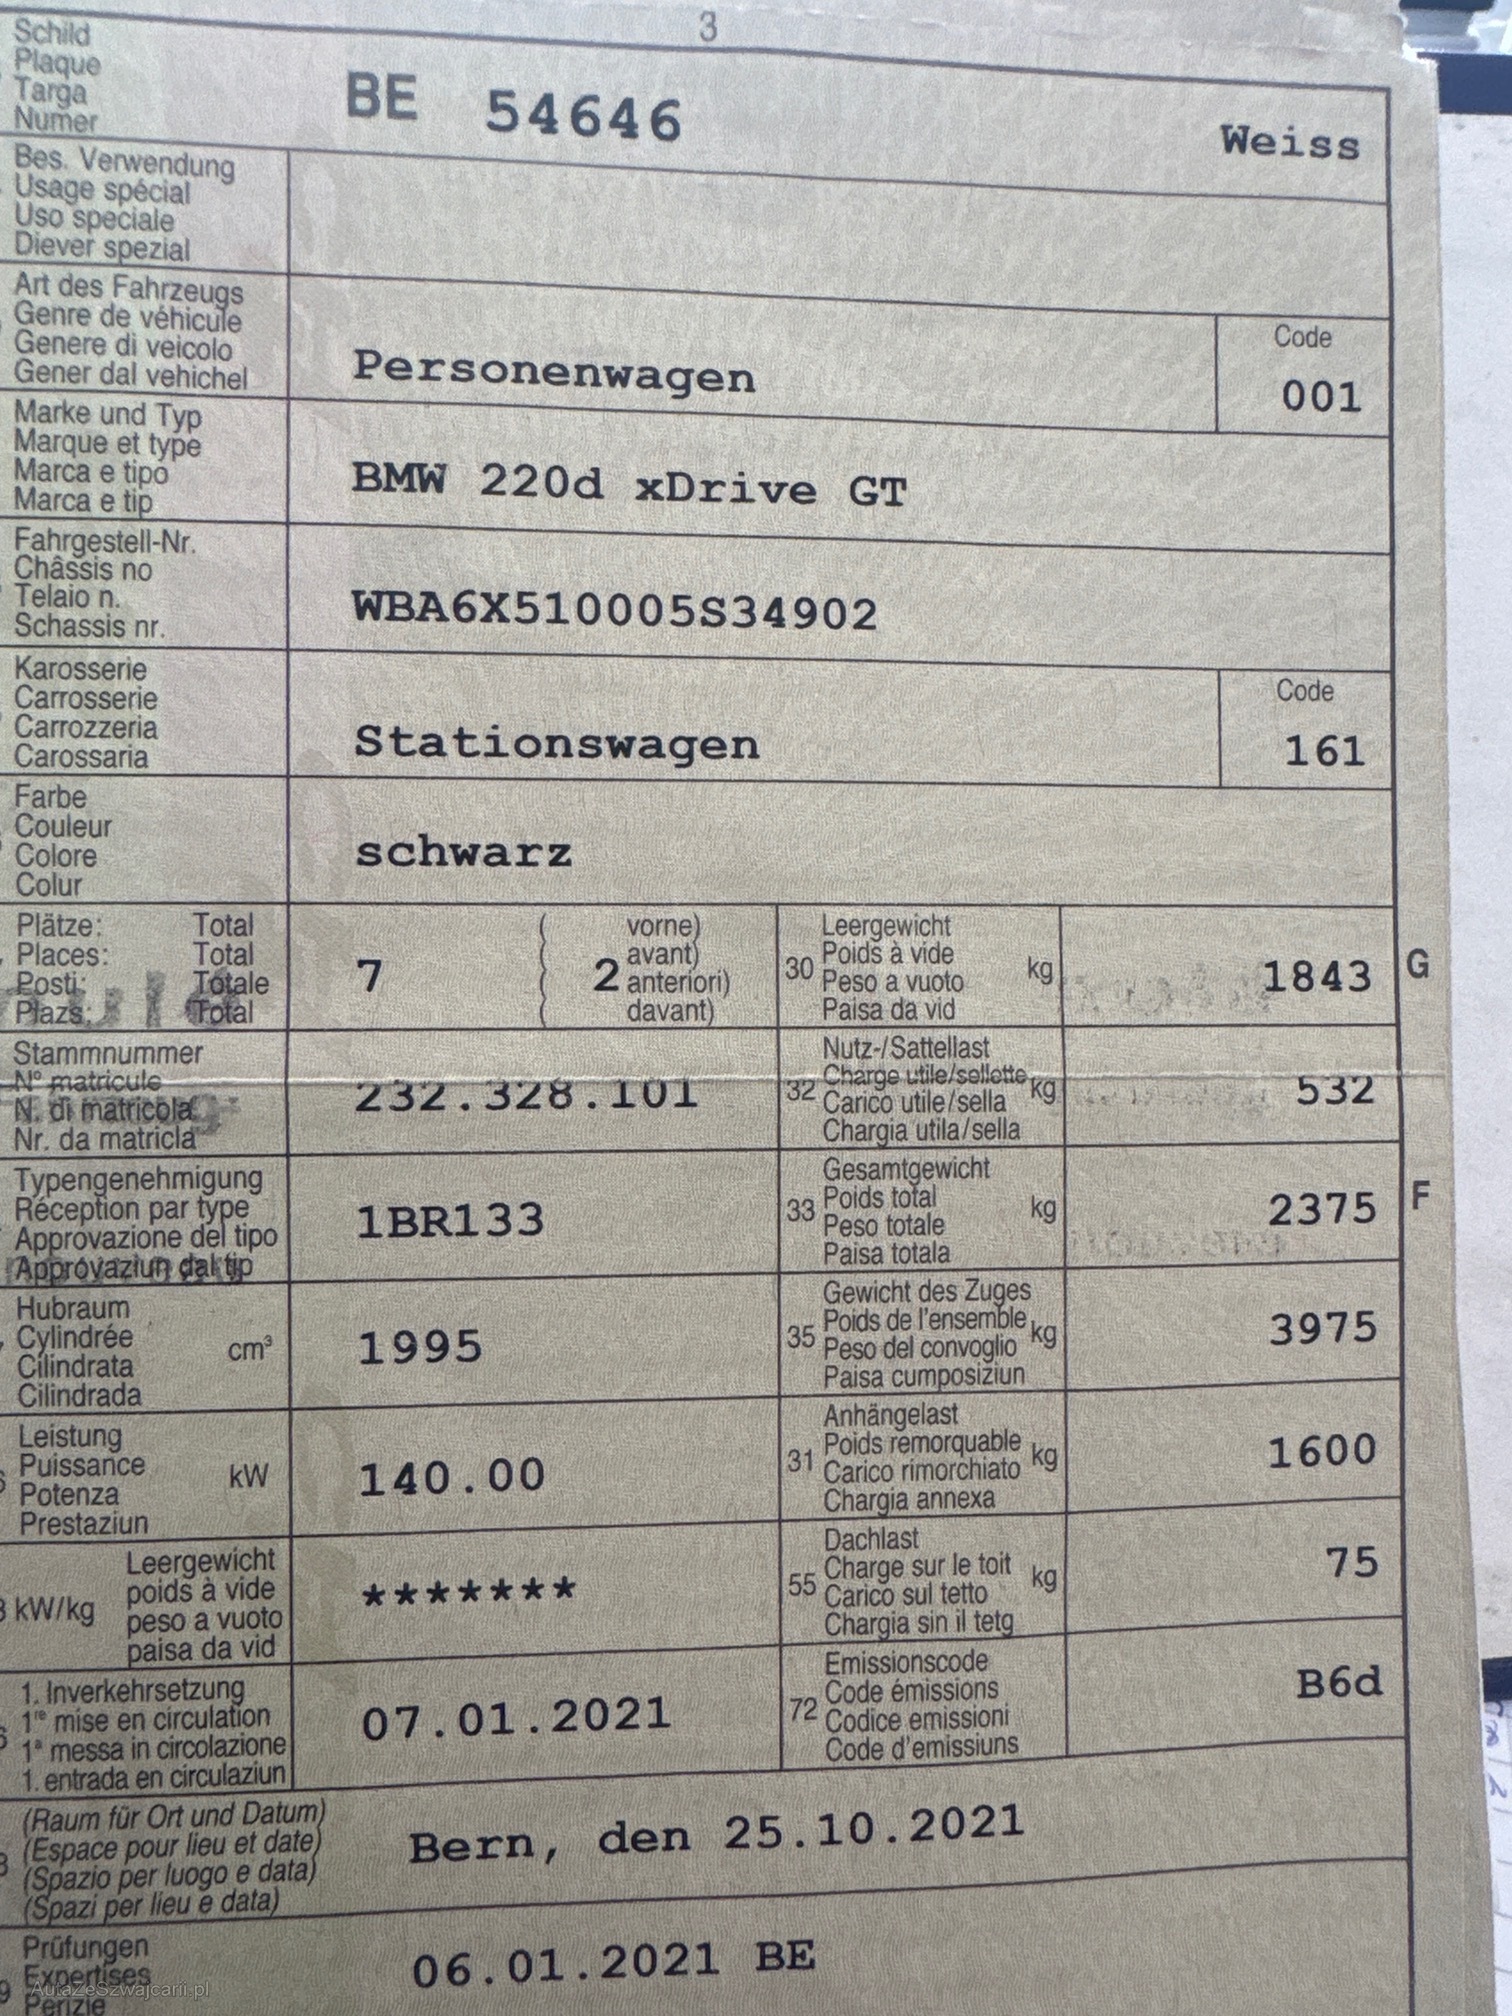 3
Schild
Plaque
Targa
Numer
BE 54646
Weiss
Bes. Verwendung
Usage spécial
Uso speciale
Diever spezial
Art des Fahrzeugs
Genre de véhicule
Genere di veicolo
Gener dal vehichel
Personenwagen
Code
001
Marke und Typ
Marque et type
Marca e tipo
Marca e tip
BMW 220d xDrive GT
Fahrgestell-Nr.
Châssis no
Telaio n.
Schassis nr.
WBA6X510005S34902
Karosserie
Carrosserie
Carrozzeria
Carossaria
Stationswagen
Code
161
Farbe
Couleur
Colore
Colur
schwarz
Plätze: Total
Places: Total
Posti: Totale
Plazs: Total
7
( vorne)
( avant)
( 2 anteriori)
( davant)
30
Leergewicht
Poids à vide
Peso a vuoto
Paisa da vid
kg
1843
G
Stammnummer
N° matricule
N. di matricola
Nr. da matricla
232.328.101
32
Nutz-/Sattellast
Charge utile/sellette
Carico utile/sella
Chargia utila/sella
kg
532
Typengenehmigung
Réception par type
Approvazione del tipo
Approvaziun dal tip
1BR133
33
Gesamtgewicht
Poids total
Peso totale
Paisa totala
kg
2375
F
Hubraum
Cylindrée
Cilindrata
Cilindrada
cm³
1995
35
Gewicht des Zuges
Poids de l'ensemble
Peso del convoglio
Paisa cumposiziun
kg
3975
Leistung
Puissance
Potenza
Prestaziun
kW
140.00
31
Anhängelast
Poids remorquable
Carico rimorchiato
Chargia annexa
kg
1600
kW/kg
Leergewicht
poids à vide
peso a vuoto
paisa da vid
*******
55
Dachlast
Charge sur le toit
Carico sul tetto
Chargia sin il tetg
kg
75
1. Inverkehrsetzung
1re mise en circulation
1a messa in circolazione
1. entrada en circulaziun
07.01.2021
72
Emissionscode
Code émissions
Codice emissioni
Code d'emissiuns
B6d
(Raum für Ort und Datum)
(Espace pour lieu et date)
(Spazio per luogo e data)
(Spazi per lieu e data)
Bern, den 25.10.2021
Prüfungen
Expertises
Perizie
06.01.2021 BE
AutaZeSzwajcarii.pl